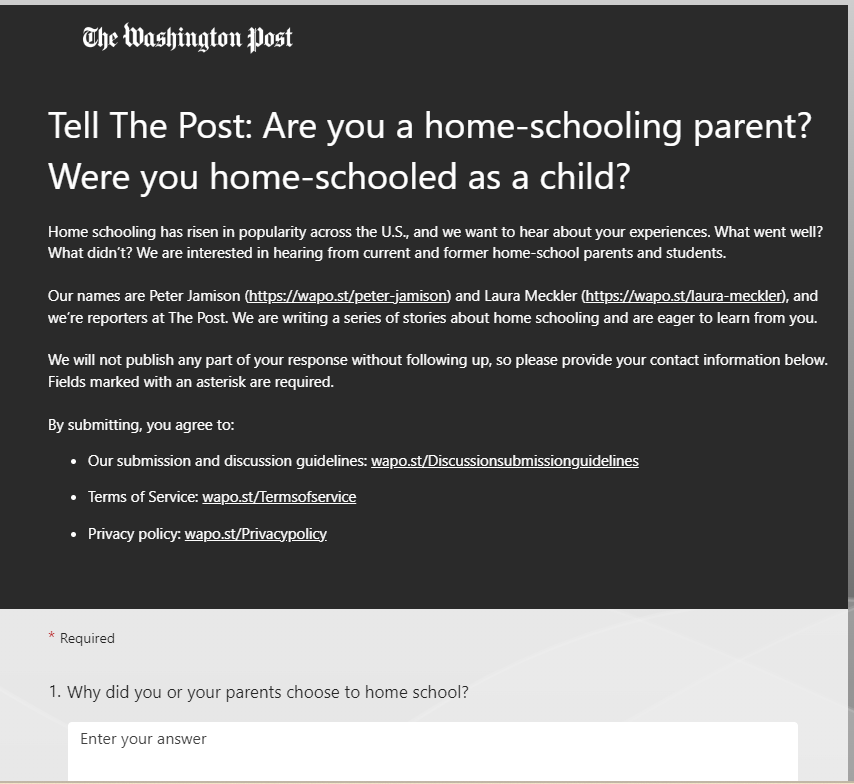 The Washington Post
Tell The Post: Are you a home-schooling parent?
Were you home-schooled as a child?
Home schooling has risen in popularity across the U.S., and we want to hear about your experiences. What went well?
What didn't? We are interested in hearing from current and former home-school parents and students.
Our names are Peter Jamison (https://wapo.st/peter-jamison) and Laura Meckler (https://wapo.st/laura-meckler), and
we're reporters at The Post. We are writing a series of stories about home schooling and are eager to learn from you.
We will not publish any part of your response without following up, so please provide your contact information below.
Fields marked with an asterisk are required.
By submitting, you agree to:
• Our submission and discussion guidelines: wapo.st/Discussionsubmissionguidelines
• Terms of Service: wapo.st/Termsofservice
• Privacy policy: wapo.st/Privacypolicy
* Required
1. Why did you or your parents choose to home school?
Enter your answer